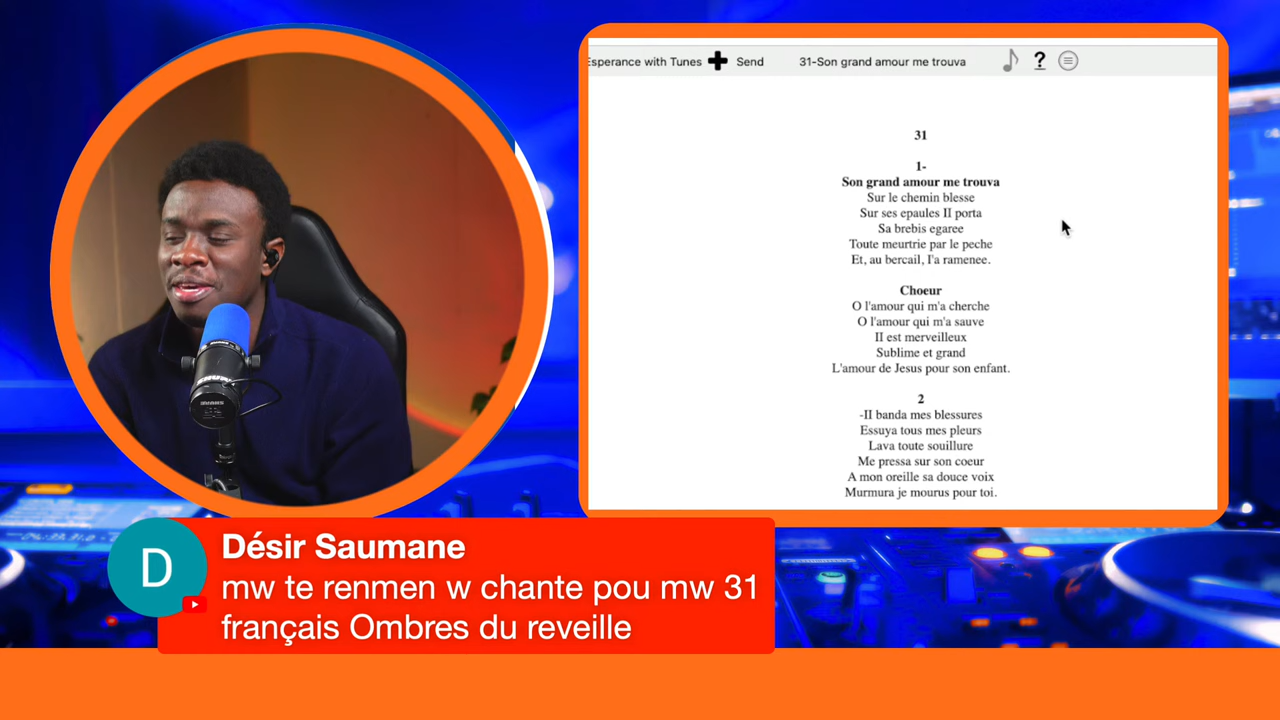 Esperance with Tunes Send 31-Son grand amour me trouva ?
31
1-
Son grand amour me trouva
Sur le chemin blesse
Sur ses epaules II porta
Sa brebis egaree
Toute meurtrie par le peche
Et, au bercail, I'a ramenee.
Choeur
O l'amour qui m'a cherche
O l'amour qui m'a sauve
II est merveilleux
Sublime et grand
L'amour de Jesus pour son enfant.
2
-II banda mes blessures
Essuya tous mes pleurs
Lava toute souillure
Me pressa sur son coeur
A mon oreille sa douce voix
Murmura je mourus pour toi.
SHURE
D
Désir Saumane
mw te renmen w chante pou mw 31
français Ombres du reveille